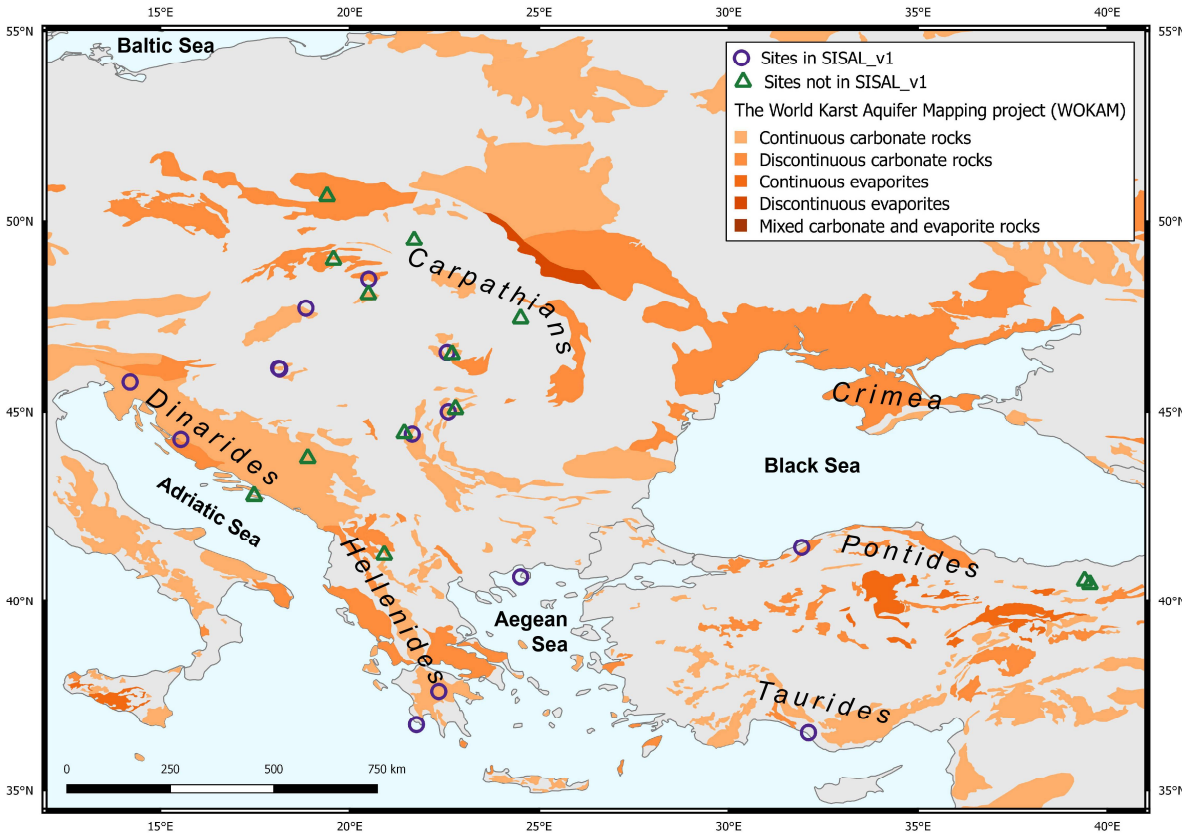 15°E 20°E 25°E 30°E 35°E 40°E
55°N 55°N
Baltic Sea
Sites in SISAL_v1
Sites not in SISAL_v1
The World Karst Aquifer Mapping project (WOKAM)
Continuous carbonate rocks
Discontinuous carbonate rocks
Continuous evaporites
Discontinuous evaporites
Mixed carbonate and evaporite rocks
50°N 50°N
Carpathians
Crimea
Dinarides
45°N 45°N
Black Sea
Adriatic Sea
Hellenides
Pontides
40°N 40°N
Aegean
Sea
Taurides
0 250 500 750 km
35°N 35°N
15°E 20°E 25°E 30°E 35°E 40°E